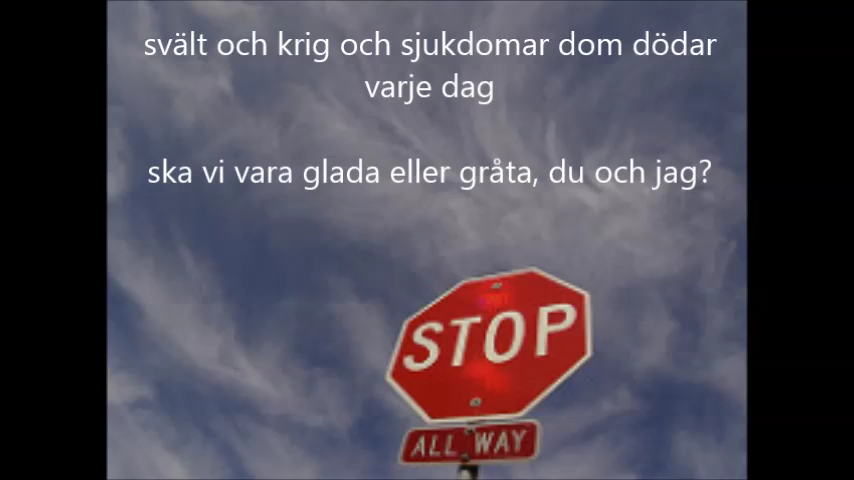 svält och krig och sjukdomar dom dödar
varje dag
ska vi vara glada eller gråta, du och jag?
STOP
ALL WAY